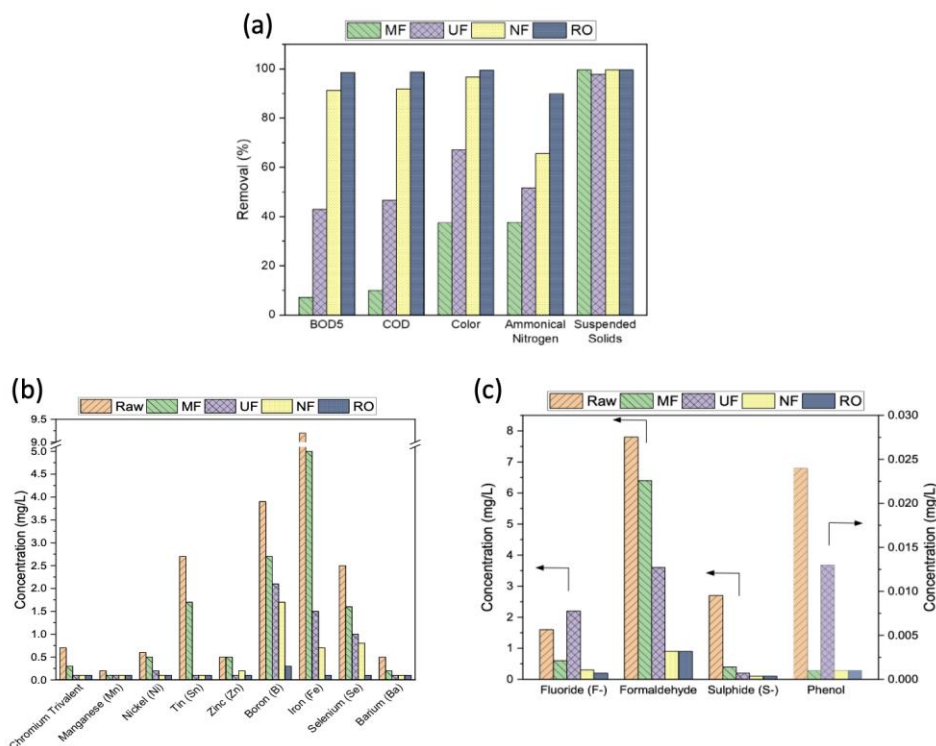 (a)
MF UF NF RO
Removal (%)
100
80
60
40
20
0
BOD5 COD Color Ammonical Nitrogen Suspended Solids
(b)
Raw MF UF NF RO
Concentration (mg/L)
9.5
9.0
5.0
4.5
4.0
3.5
3.0
2.5
2.0
1.5
1.0
0.5
0.0
Chromium Trivalent
Manganese (Mn)
Nickel (Ni)
Tin (Sn)
Zinc (Zn)
Boron (B)
Iron (Fe)
Selenium (Se)
Barium (Ba)
(c)
Raw MF UF NF RO
Concentration (mg/L)
8
7
6
5
4
3
2
1
0
Fluoride (F-) Formaldehyde Sulphide (S-) Phenol
0.030
0.025
0.020
0.015
0.010
0.005
0.000
Concentration (mg/L)